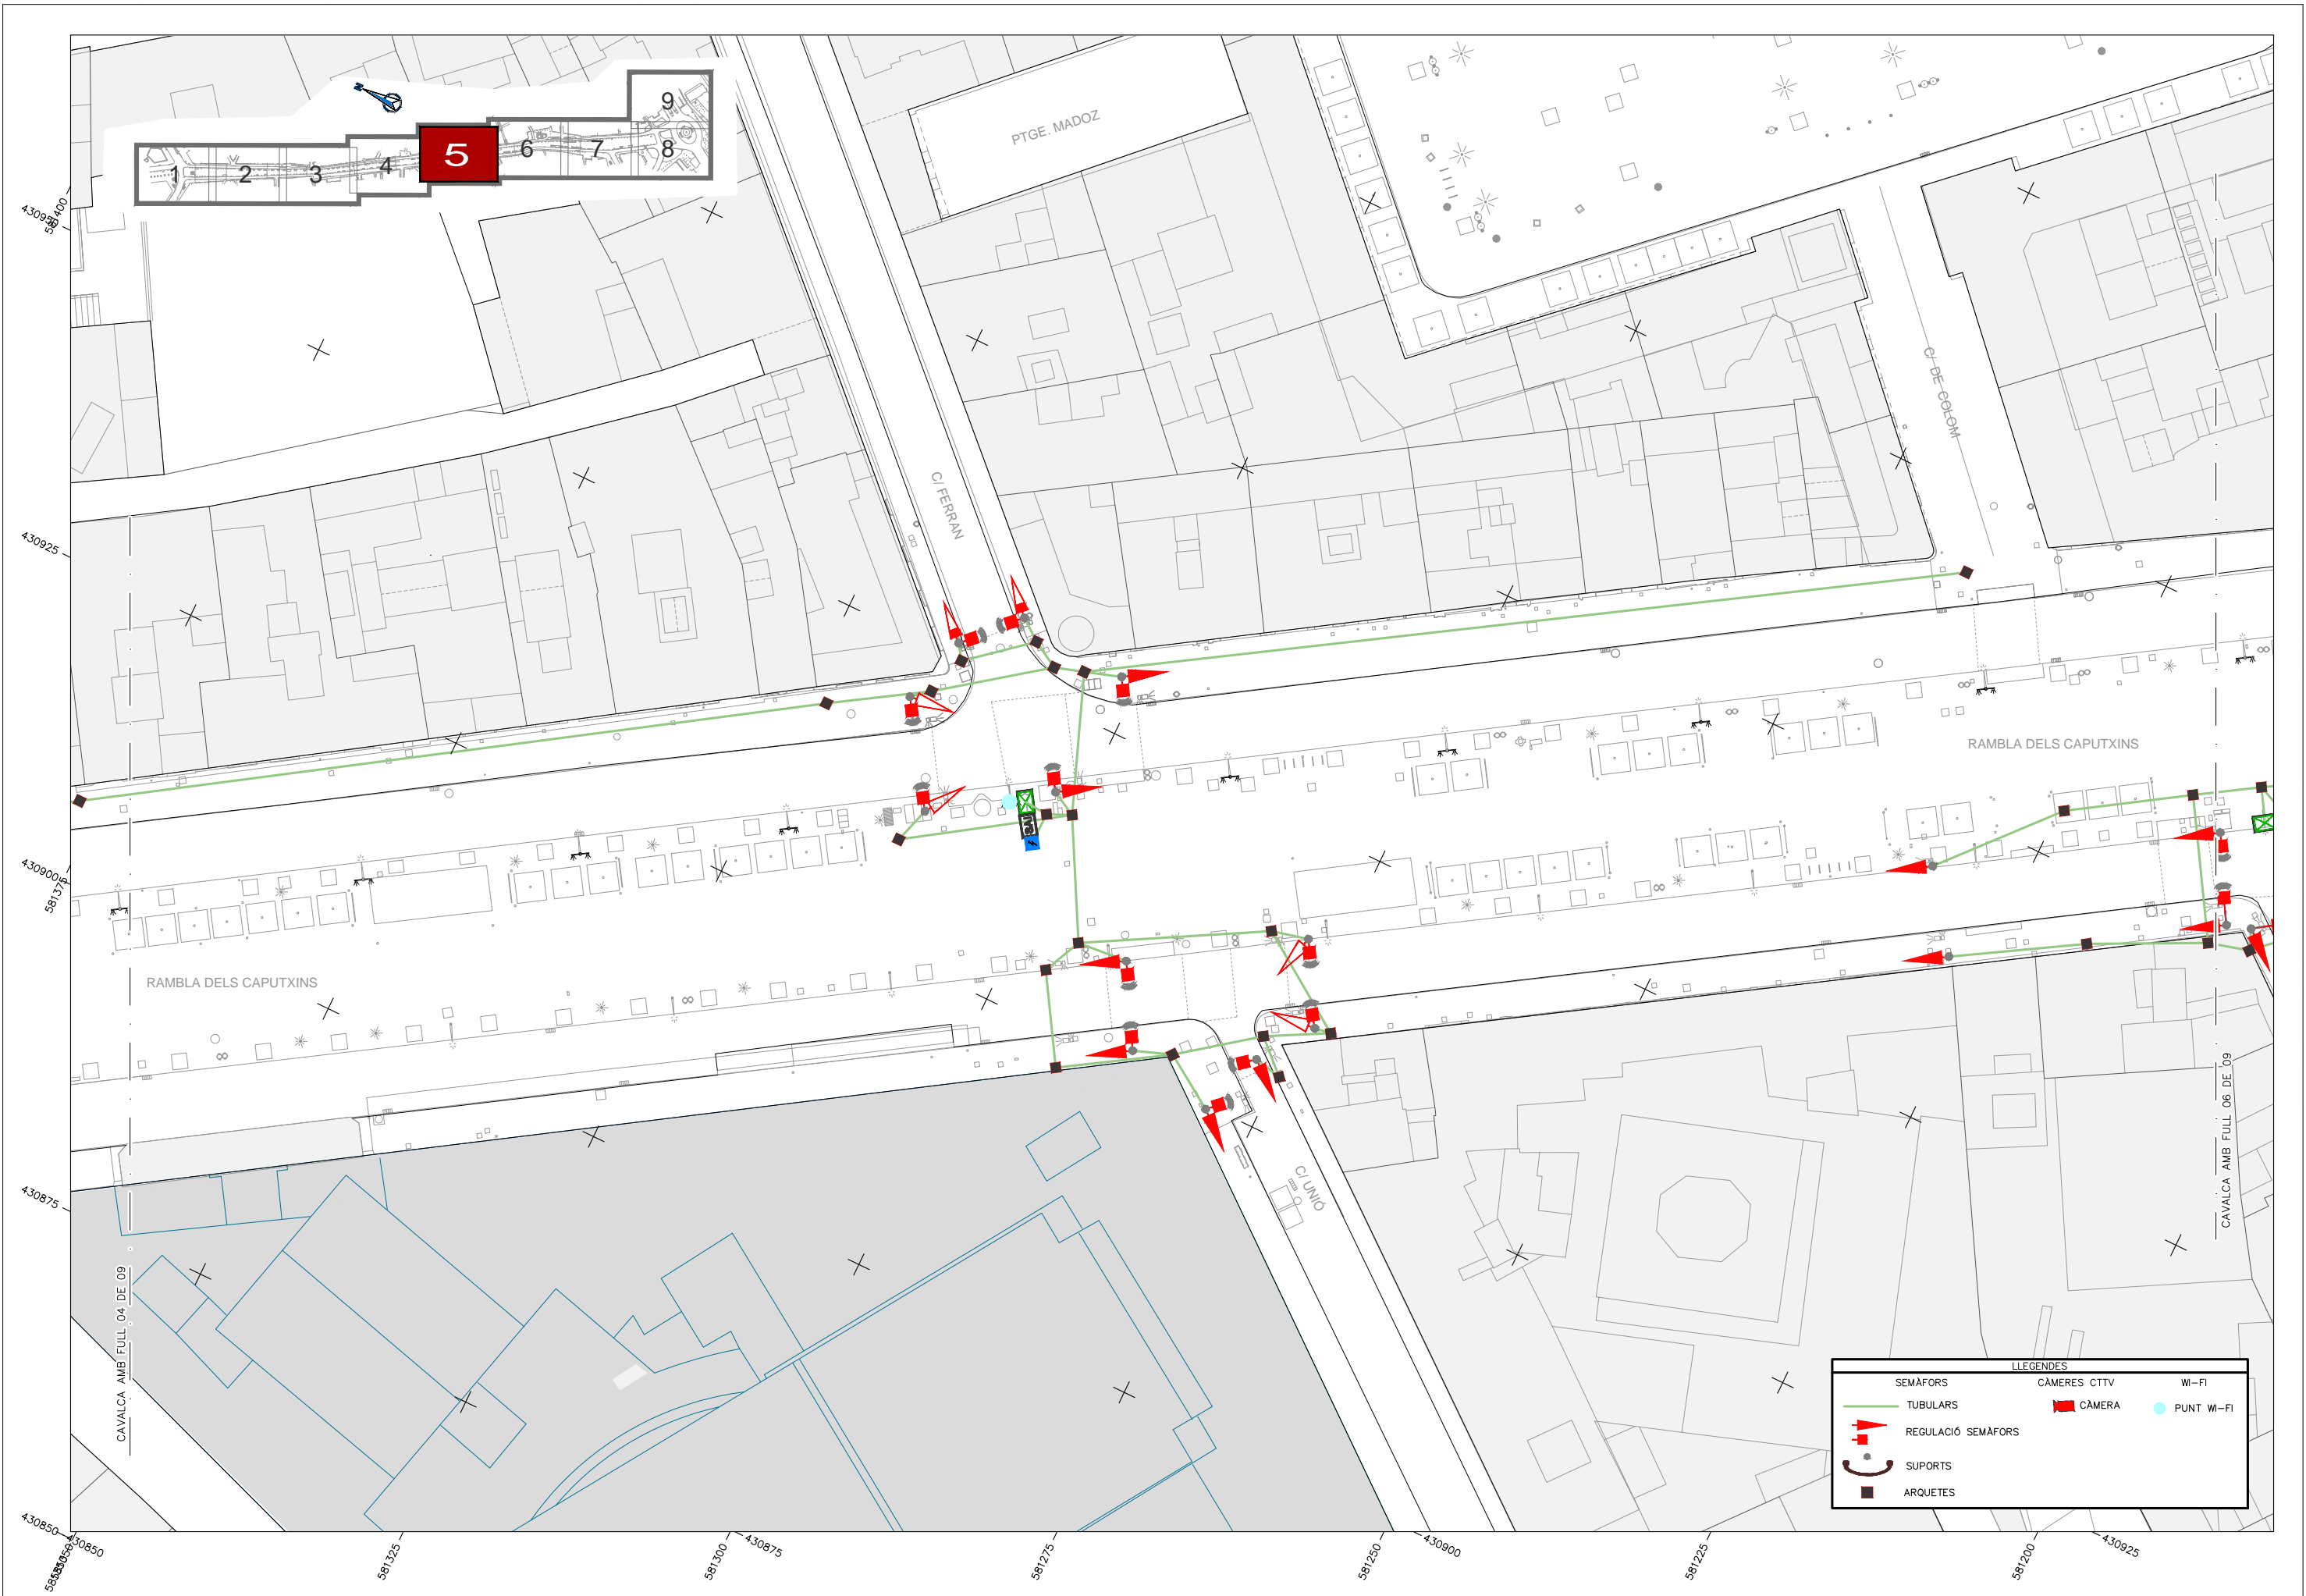 9
5
6
7
8
4
1
2
3
PTGE. MADOZ
C/ FERRAN
C/ DE COLOM
RAMBLA DELS CAPUTXINS
RAMBLA DELS CAPUTXINS
C/ UNIÓ
CAVALCA AMB FULL 04 DE 09
CAVALCA AMB FULL 06 DE 09
430925
430900
581375
430875
430850
430850
581325
581300
430875
581275
581250
430900
581225
581200
430925
LLEGENDES
SEMÀFORS
CÀMERES CTTV
WI-FI
TUBULARS
CÀMERA
PUNT WI-FI
REGULACIÓ SEMÀFORS
SUPORTS
ARQUETES